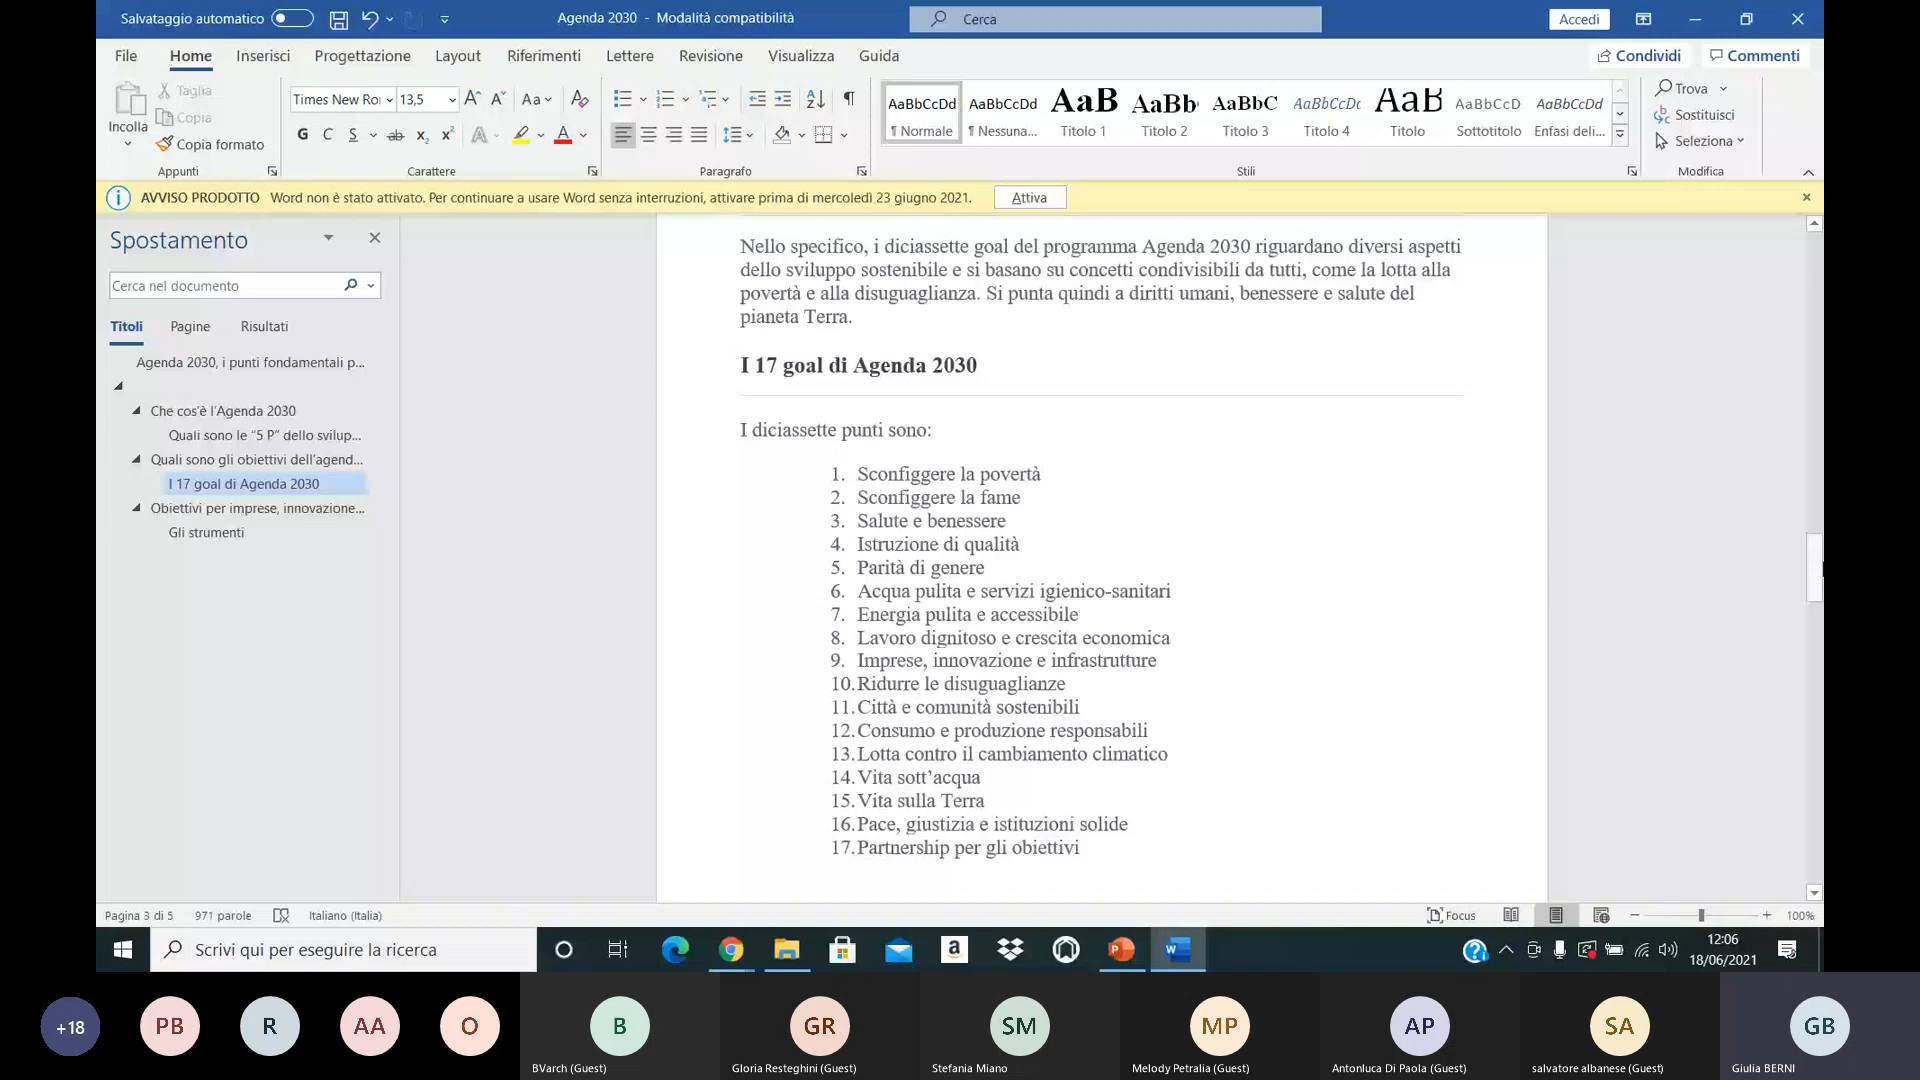 Salvataggio automatico
Agenda 2030 - Modalità compatibilità
Cerca
Accedi
File Home Inserisci Progettazione Layout Riferimenti Lettere Revisione Visualizza Guida
Condividi Commenti
Incolla
Taglia
Copia
Copia formato
Appunti
Times New Ro 13,5
Aa
G C S ab x₂ x²
Carattere
Paragrafo
AaBbCcDd AaBbCcDd AaB AaBb AaBbC AaBbCcDc AaB AaBbCcD AaBbCcDd
¶ Normale ¶ Nessuna... Titolo 1 Titolo 2 Titolo 3 Titolo 4 Titolo Sottotitolo Enfasi deli...
Stili
Trova
Sostituisci
Seleziona
Modifica
AVVISO PRODOTTO Word non è stato attivato. Per continuare a usare Word senza interruzioni, attivare prima di mercoledì 23 giugno 2021. Attiva
Spostamento
Cerca nel documento
Titoli Pagine Risultati
Agenda 2030, i punti fondamentali p...
Che cos'è l'Agenda 2030
Quali sono le “5 P” dello svilup...
Quali sono gli obiettivi dell'agend...
I 17 goal di Agenda 2030
Obiettivi per imprese, innovazione...
Gli strumenti
Nello specifico, i diciassette goal del programma Agenda 2030 riguardano diversi aspetti
dello sviluppo sostenibile e si basano su concetti condivisibili da tutti, come la lotta alla
povertà e alla disuguaglianza. Si punta quindi a diritti umani, benessere e salute del
pianeta Terra.
I 17 goal di Agenda 2030
I diciassette punti sono:
1. Sconfiggere la povertà
2. Sconfiggere la fame
3. Salute e benessere
4. Istruzione di qualità
5. Parità di genere
6. Acqua pulita e servizi igienico-sanitari
7. Energia pulita e accessibile
8. Lavoro dignitoso e crescita economica
9. Imprese, innovazione e infrastrutture
10. Ridurre le disuguaglianze
11. Città e comunità sostenibili
12. Consumo e produzione responsabili
13. Lotta contro il cambiamento climatico
14. Vita sott’acqua
15. Vita sulla Terra
16. Pace, giustizia e istituzioni solide
17. Partnership per gli obiettivi
Pagina 3 di 5 971 parole Italiano (Italia)
Focus
100%
Scrivi qui per eseguire la ricerca
12:06
18/06/2021
+18 PB R AA O B GR SM MP AP SA GB
BVarch (Guest) Gloria Resteghini (Guest) Stefania Miano Melody Petralia (Guest) Antonluca Di Paola (Guest) salvatore albanese (Guest) Giulia BERNI